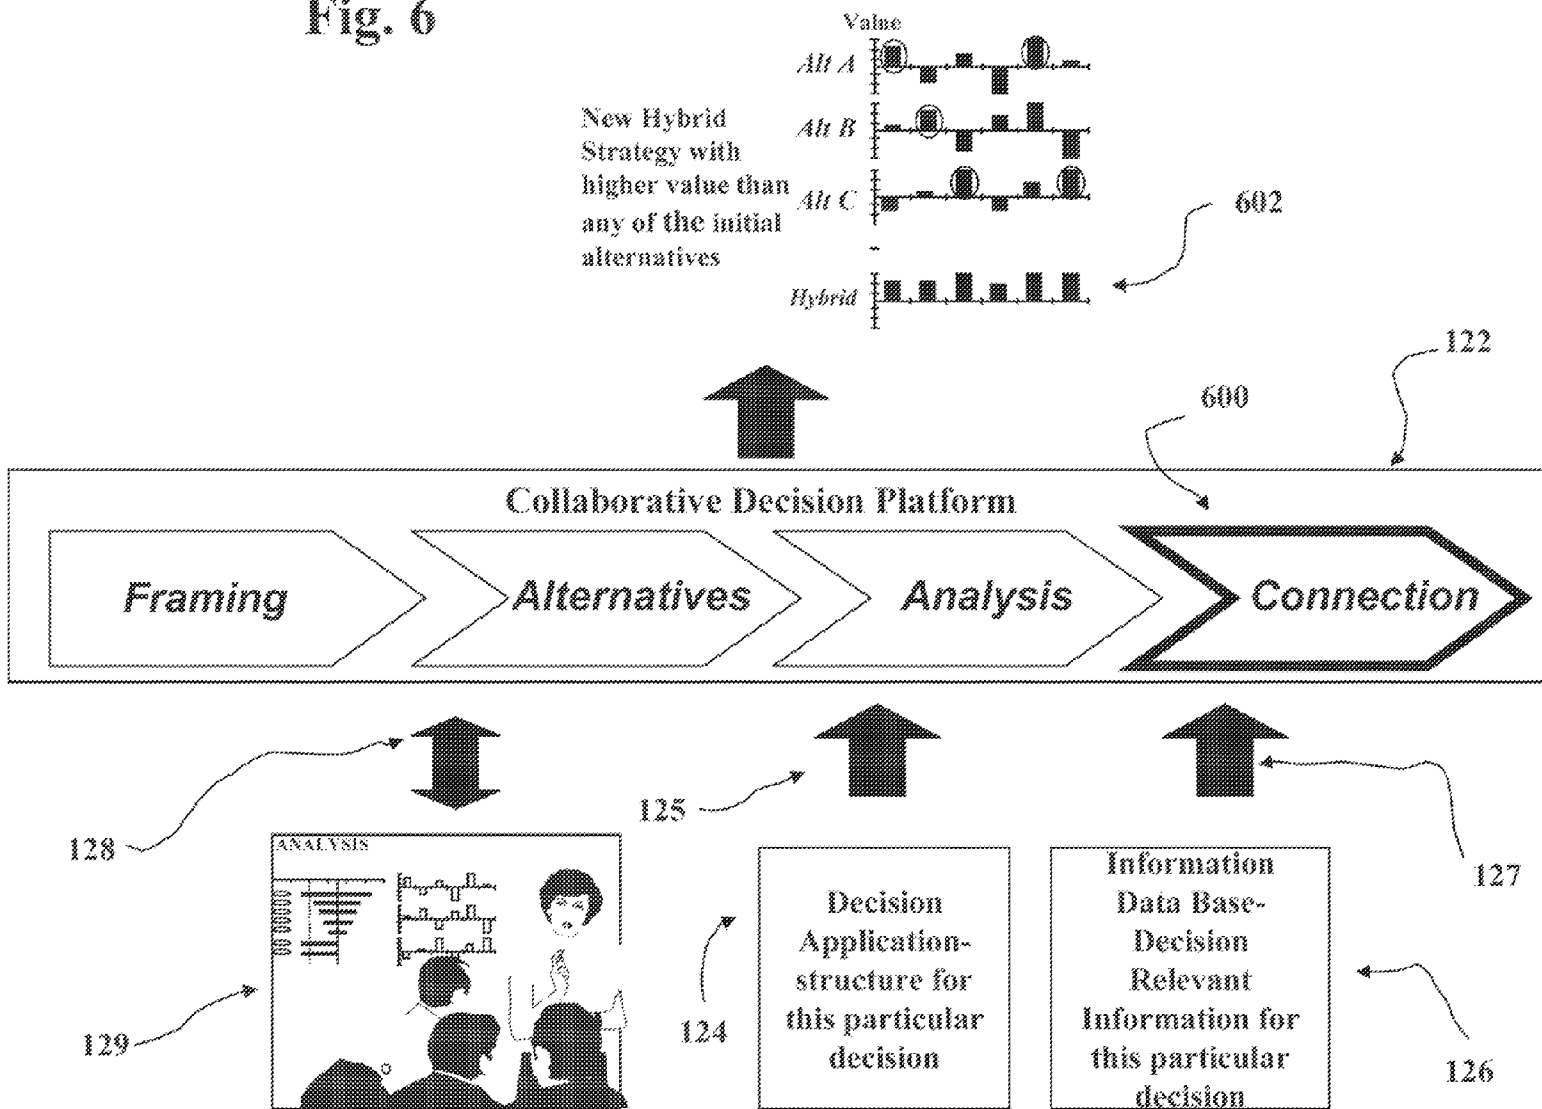 Fig. 6
Value
Alt A
Alt B
Alt C
Hybrid
New Hybrid
Strategy with
higher value than
any of the initial
alternatives
602
122
600
Collaborative Decision Platform
Framing
Alternatives
Analysis
Connection
128
125
127
ANALYSIS
129
124
Decision
Application-
structure for
this particular
decision
Information
Data Base-
Decision
Relevant
Information for
this particular
decision
126